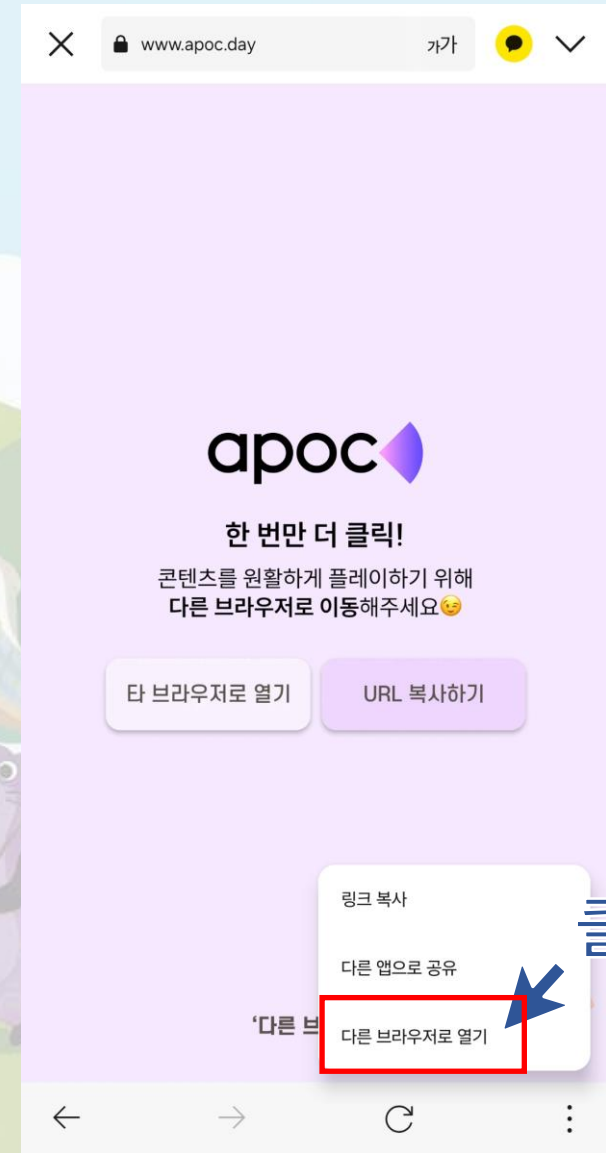 www.apoc.day
가가
apoc
한 번만 더 클릭!
콘텐츠를 원활하게 플레이하기 위해
다른 브라우저로 이동해주세요😉
타 브라우저로 열기
URL 복사하기
링크 복사
다른 앱으로 공유
다른 브라우저로 열기
‘다른